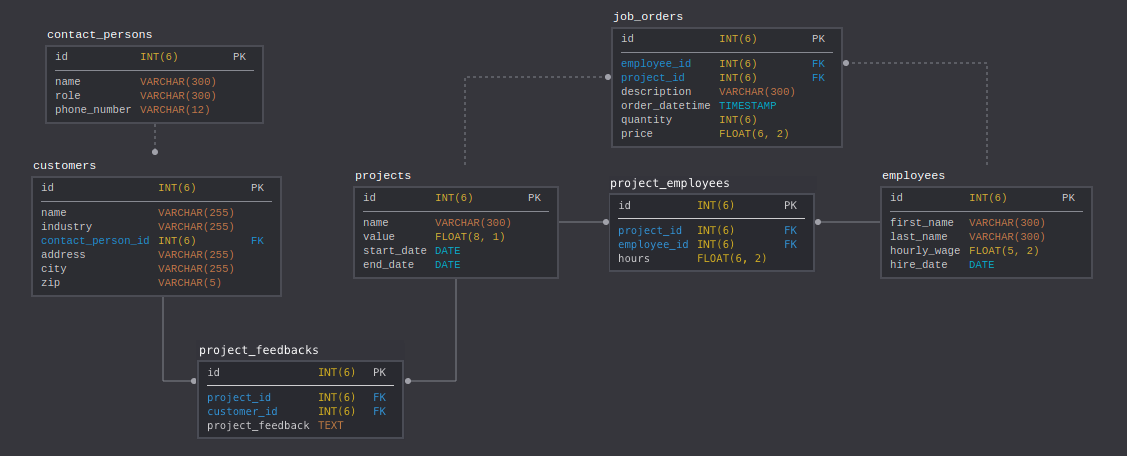 contact_persons
id INT(6) PK
name VARCHAR(300)
role VARCHAR(300)
phone_number VARCHAR(12)
customers
id INT(6) PK
name VARCHAR(255)
industry VARCHAR(255)
contact_person_id INT(6) FK
address VARCHAR(255)
city VARCHAR(255)
zip VARCHAR(5)
project_feedbacks
id INT(6) PK
project_id INT(6) FK
customer_id INT(6) FK
project_feedback TEXT
projects
id INT(6) PK
name VARCHAR(300)
value FLOAT(8, 1)
start_date DATE
end_date DATE
job_orders
id INT(6) PK
employee_id INT(6) FK
project_id INT(6) FK
description VARCHAR(300)
order_datetime TIMESTAMP
quantity INT(6)
price FLOAT(6, 2)
project_employees
id INT(6) PK
project_id INT(6) FK
employee_id INT(6) FK
hours FLOAT(6, 2)
employees
id INT(6) PK
first_name VARCHAR(300)
last_name VARCHAR(300)
hourly_wage FLOAT(5, 2)
hire_date DATE